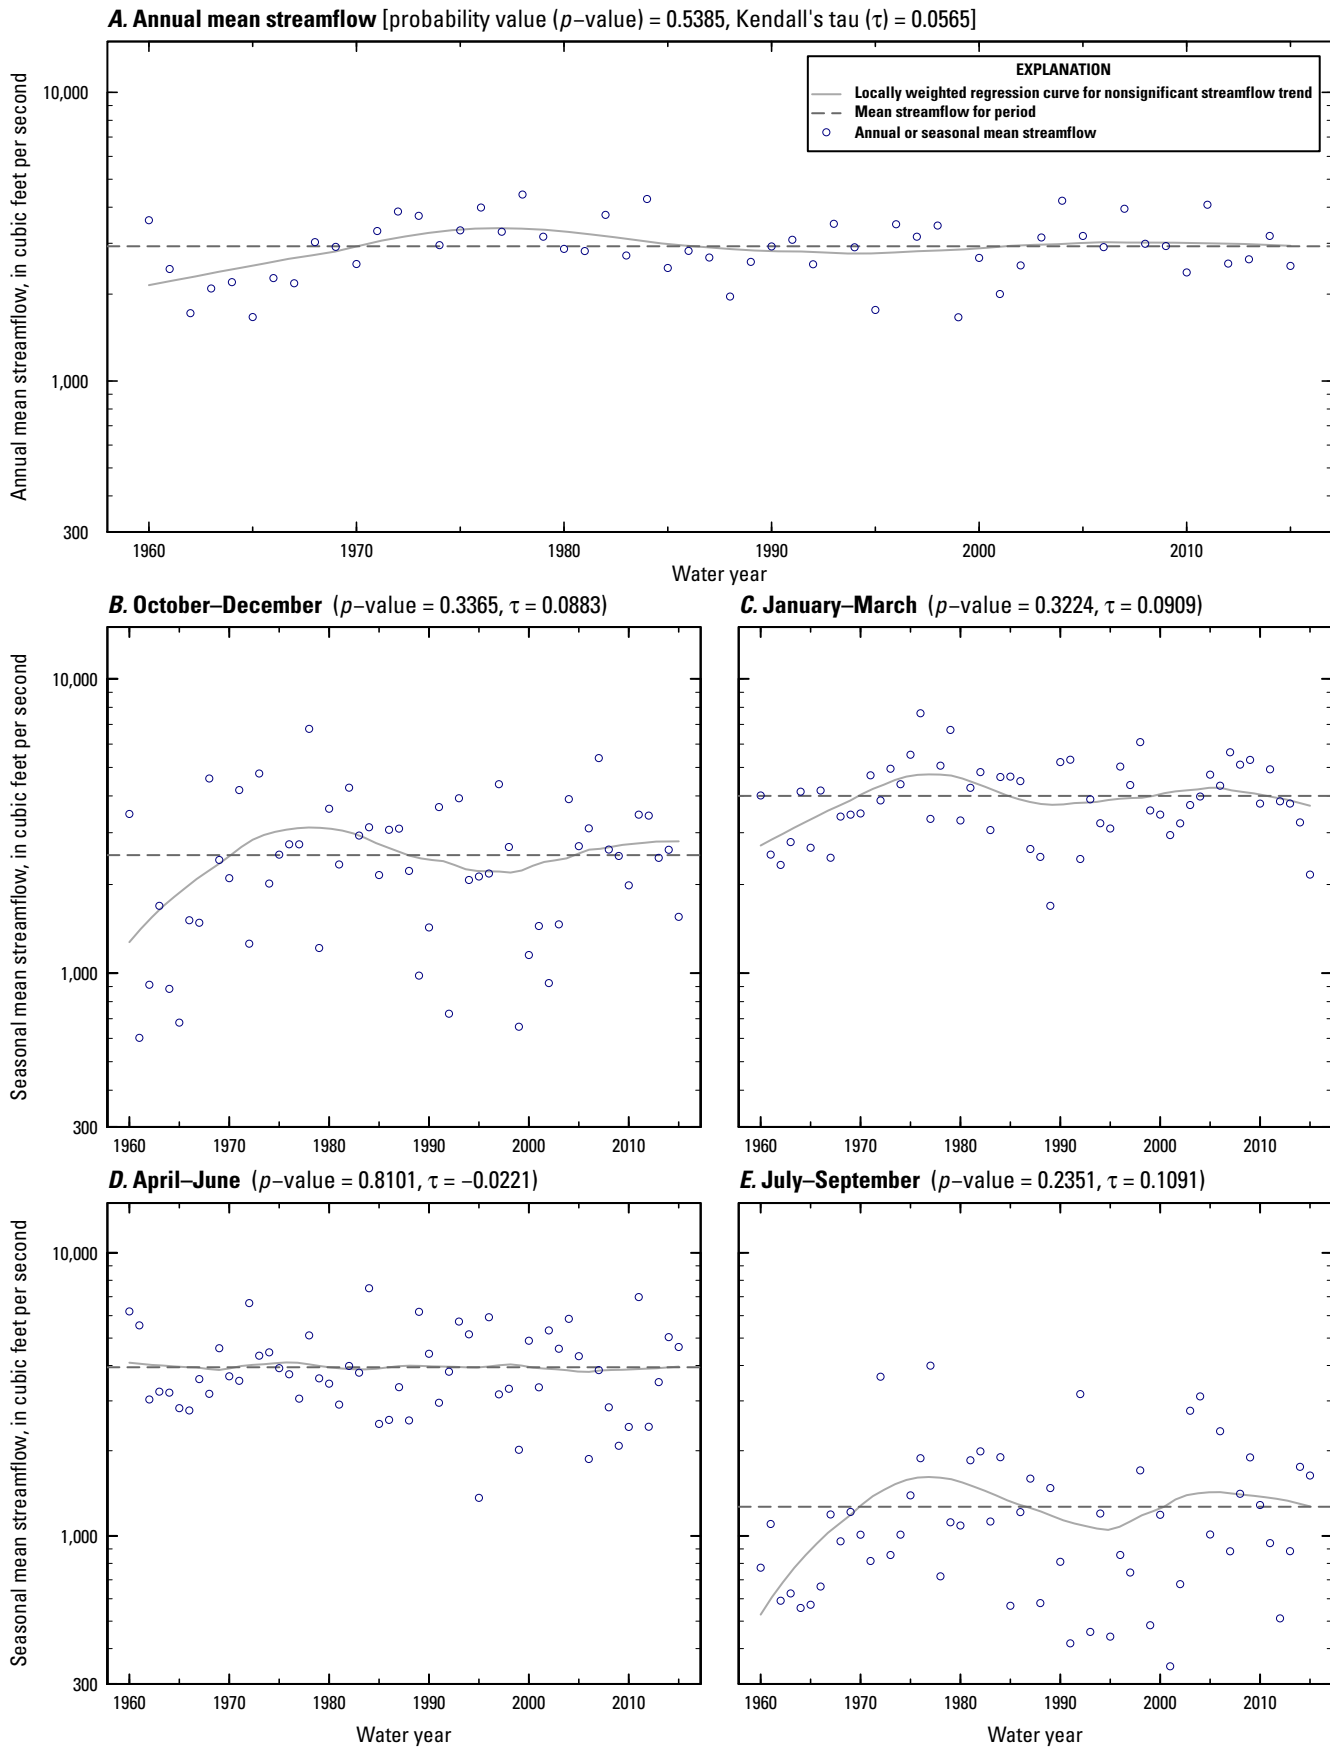 A. Annual mean streamflow [probability value (p–value) = 0.5385, Kendall's tau (τ) = 0.0565]
Annual mean streamflow, in cubic feet per second
10,000
1,000
300
EXPLANATION
Locally weighted regression curve for nonsignificant streamflow trend
Mean streamflow for period
Annual or seasonal mean streamflow
1960 1970 1980 1990 2000 2010
Water year
B. October–December (p–value = 0.3365, τ = 0.0883)
Seasonal mean streamflow, in cubic feet per second
10,000
1,000
300
1960 1970 1980 1990 2000 2010
C. January–March (p–value = 0.3224, τ = 0.0909)
1960 1970 1980 1990 2000 2010
D. April–June (p–value = 0.8101, τ = –0.0221)
Seasonal mean streamflow, in cubic feet per second
10,000
1,000
300
1960 1970 1980 1990 2000 2010
Water year
E. July–September (p–value = 0.2351, τ = 0.1091)
1960 1970 1980 1990 2000 2010
Water year